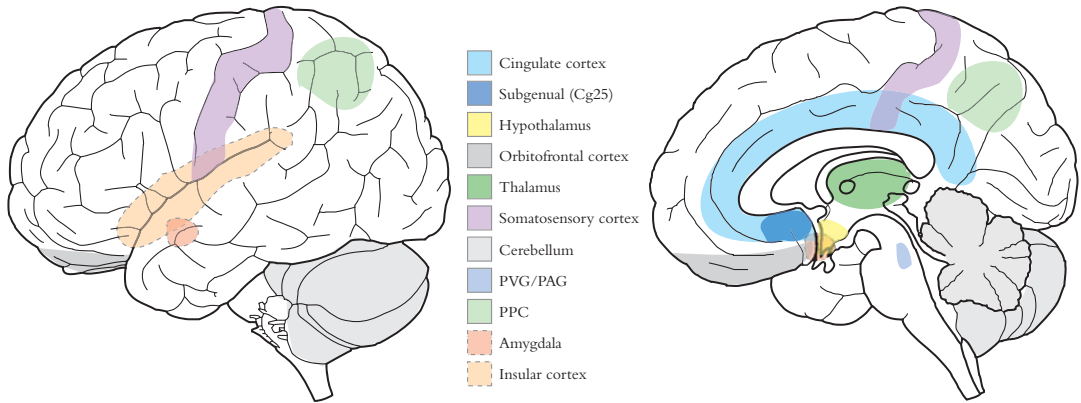 Cingulate cortex
Subgenual (Cg25)
Hypothalamus
Orbitofrontal cortex
Thalamus
Somatosensory cortex
Cerebellum
PVG/PAG
PPC
Amygdala
Insular cortex